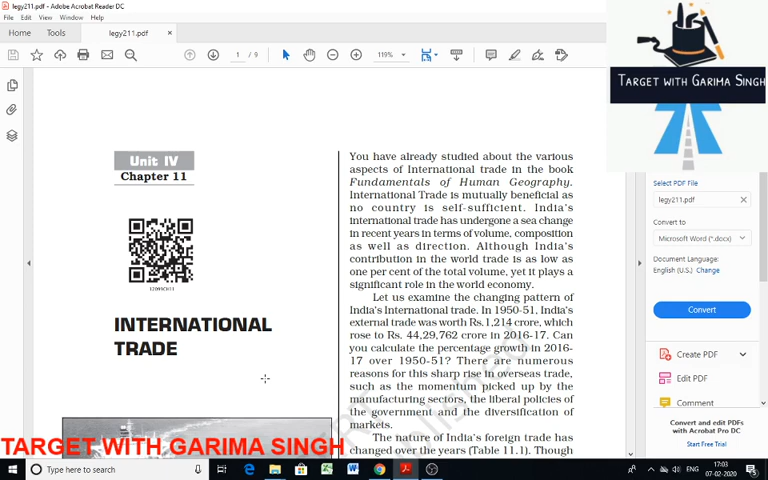 legy211.pdf - Adobe Acrobat Reader DC
File Edit View Window Help
Home Tools legy211.pdf ×
1 / 9 119%
TARGET WITH GARIMA SINGH
Unit IV
Chapter 11
12093CH11
INTERNATIONAL
TRADE
You have already studied about the various
aspects of International trade in the book
Fundamentals of Human Geography.
International Trade is mutually beneficial as
no country is self-sufficient. India's
international trade has undergone a sea change
in recent years in terms of volume, composition
as well as direction. Although India's
contribution in the world trade is as low as
one per cent of the total volume, yet it plays a
significant role in the world economy.
Let us examine the changing pattern of
India's International trade. In 1950-51, India's
external trade was worth Rs.1,214 crore, which
rose to Rs. 44,29,762 crore in 2016-17. Can
you calculate the percentage growth in 2016-
17 over 1950-51? There are numerous
reasons for this sharp rise in overseas trade,
such as the momentum picked up by the
manufacturing sectors, the liberal policies of
the government and the diversification of
markets.
The nature of India's foreign trade has
changed over the years (Table 11.1). Though
Select PDF File
legy211.pdf
Convert to
Microsoft Word (*.docx)
Document Language:
English (U.S.) Change
Convert
Create PDF
Edit PDF
Comment
Convert and edit PDFs
with Acrobat Pro DC
Start Free Trial
TARGET WITH GARIMA SINGH
Type here to search
ENG
17:03
07-02-2020